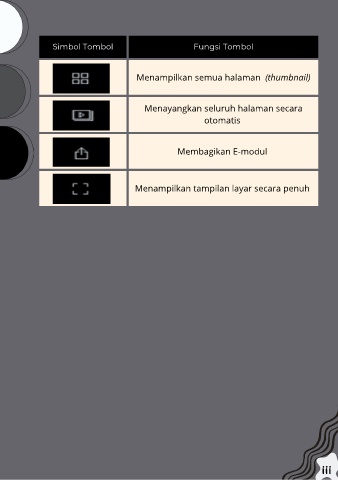 Simbol Tombol
Fungsi Tombol
Menampilkan semua halaman (thumbnail)
Menayangkan seluruh halaman secara
otomatis
Membagikan E-modul
Menampilkan tampilan layar secara penuh
iii